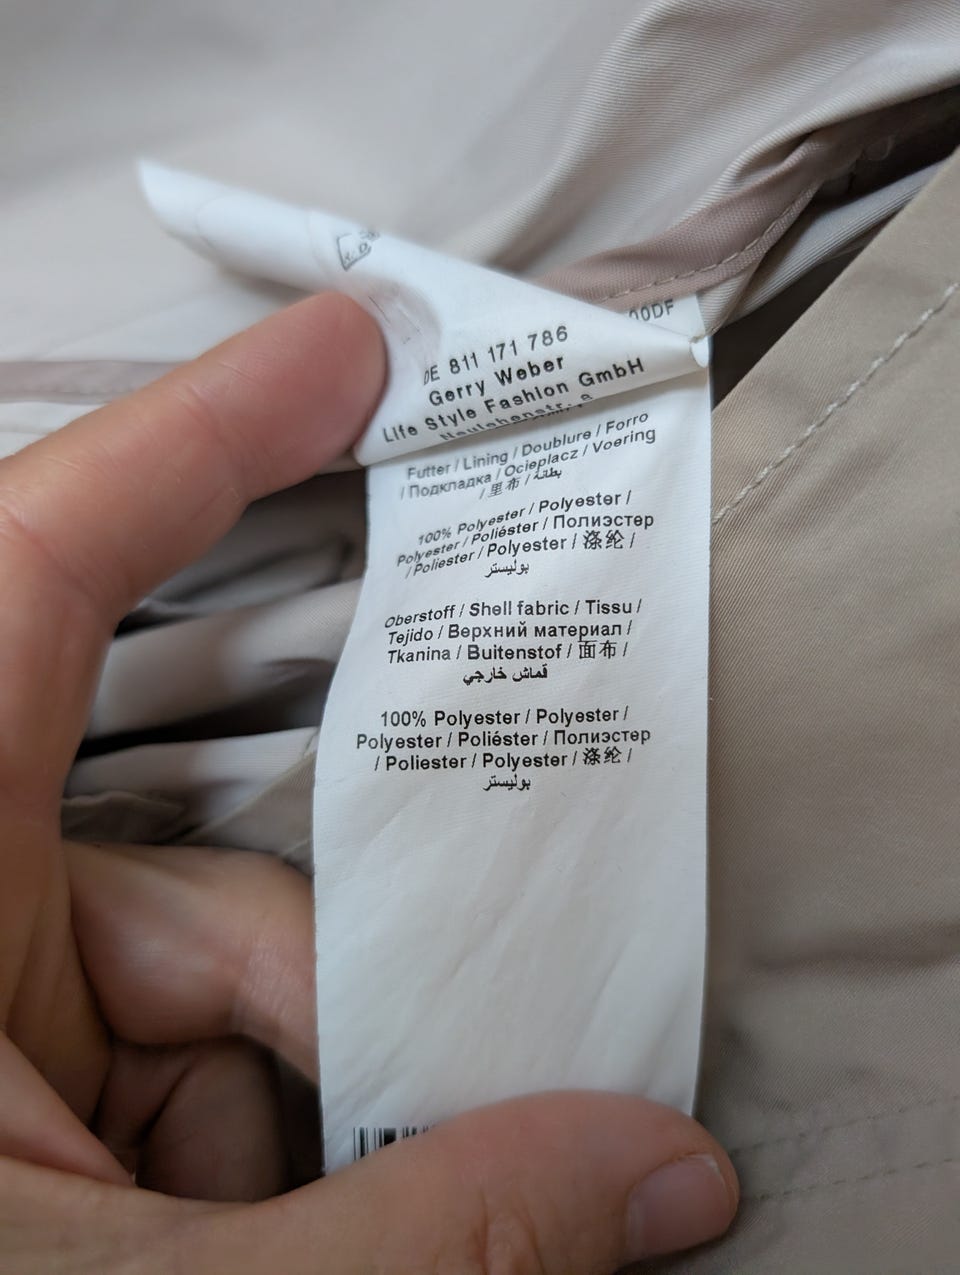 00DF
DE 811 171 786
Gerry Weber
Life Style Fashion GmbH
Futter / Lining / Doublure / Forro
/ Подкладка / Ocieplacz / Voering
/ 里布 / بطانة
100% Polyester / Polyester /
Polyester / Poliéster / Полиэстер
/ Poliester / Polyester / 涤纶 /
بوليستر
Oberstoff / Shell fabric / Tissu /
Tejido / Верхний материал /
Tkanina / Buitenstof / 面布 /
قماش خارجي
100% Polyester / Polyester /
Polyester / Poliéster / Полиэстер
/ Poliester / Polyester / 涤纶 /
بوليستر